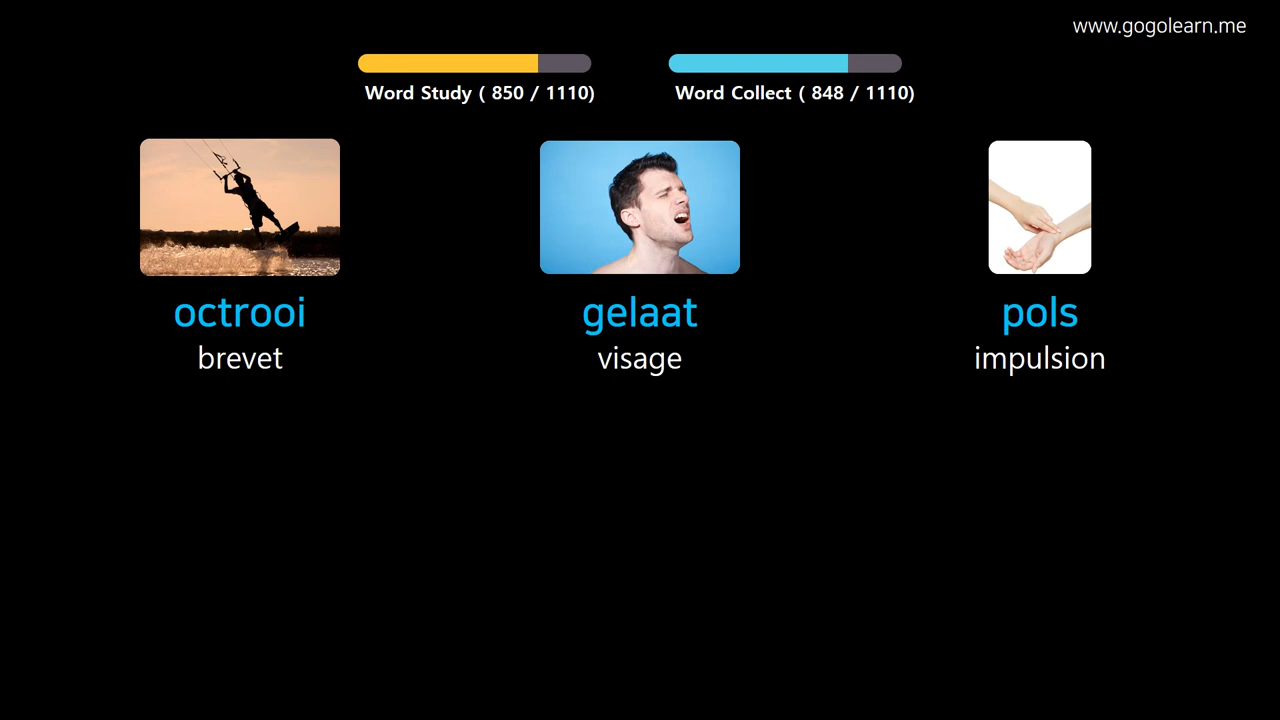 www.gogolearn.me
Word Study ( 850 / 1110)
Word Collect ( 848 / 1110)
octrooi
gelaat
pols
brevet
visage
impulsion